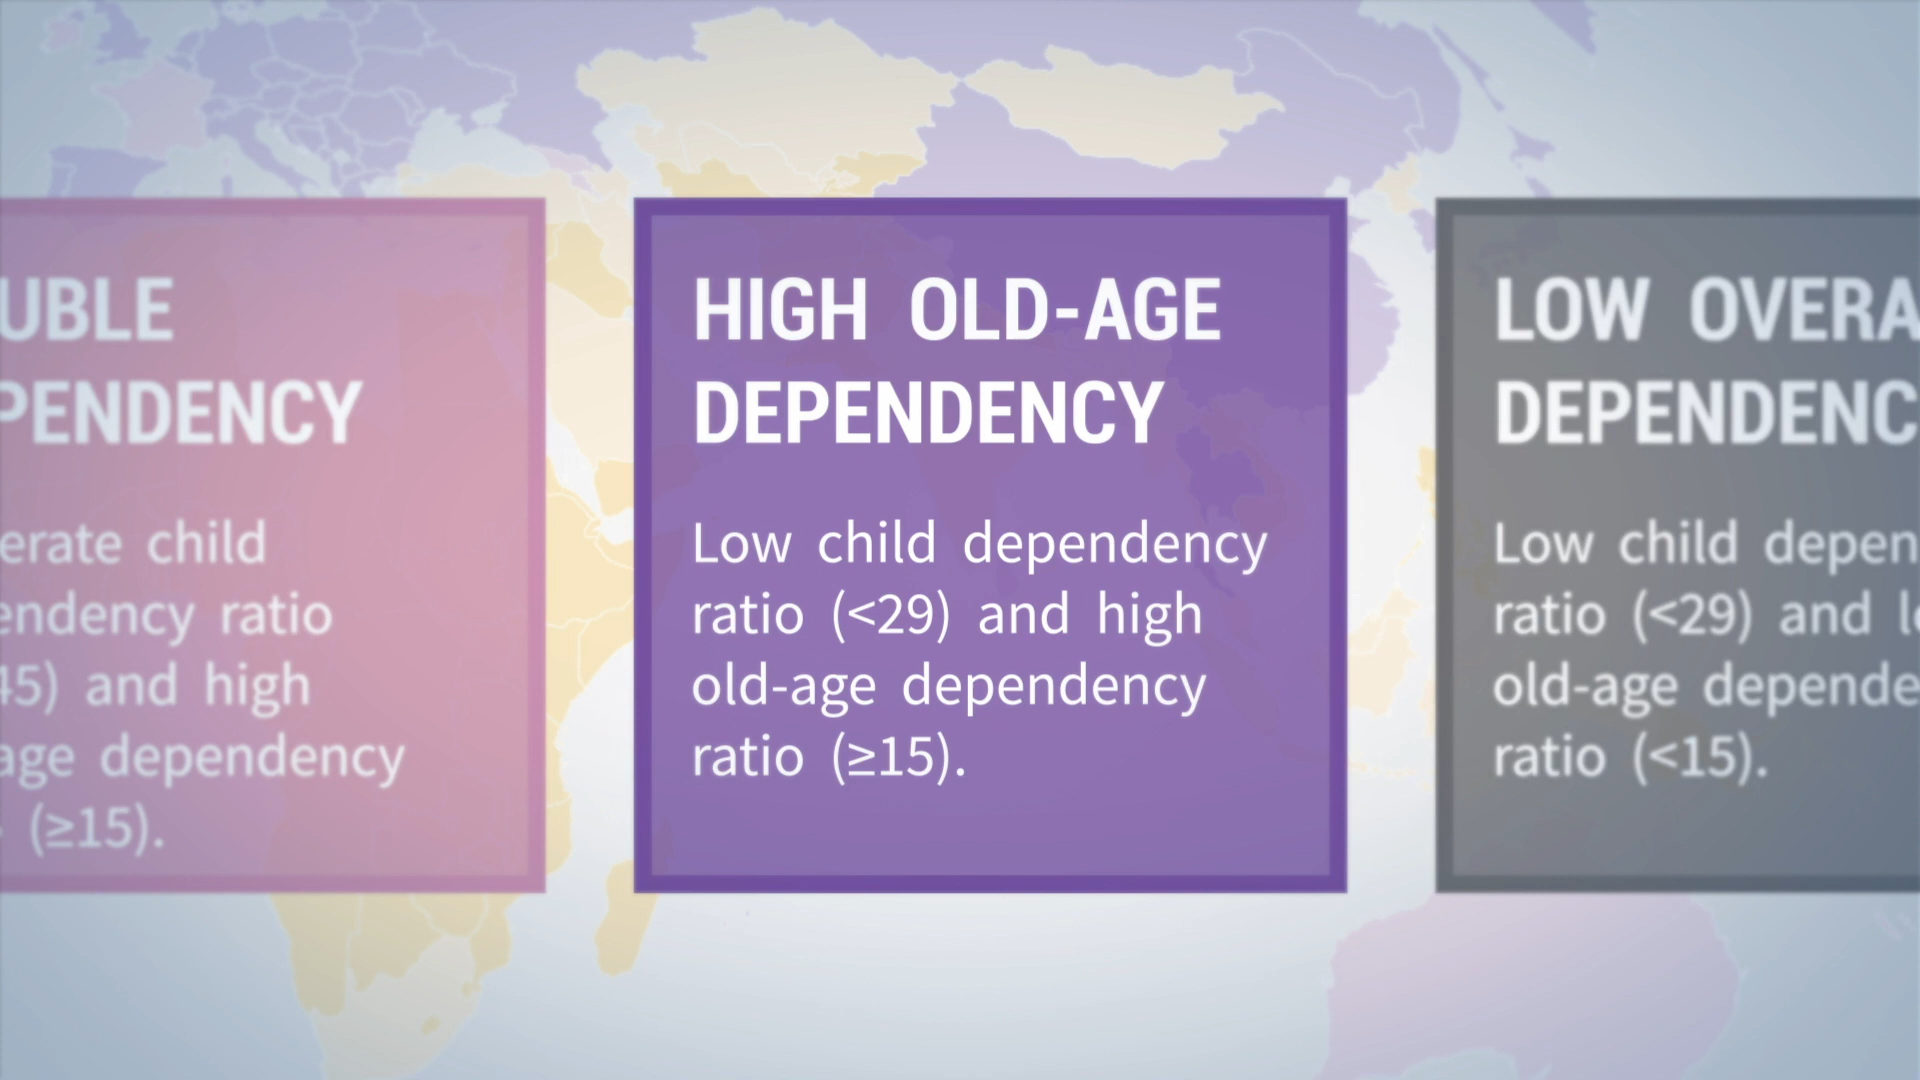 UBLE
PENDENCY
erate child
endency ratio
45) and high
age dependency
(≥15).
HIGH OLD-AGE
DEPENDENCY
Low child dependency
ratio (<29) and high
old-age dependency
ratio (≥15).
LOW OVERA
DEPENDENC
Low child depen
ratio (<29) and l
old-age depende
ratio (<15).